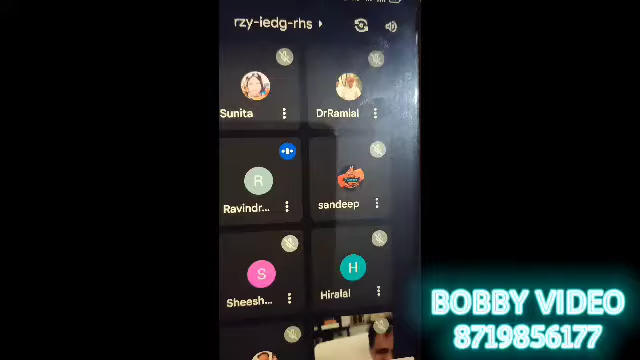 rzy-iedg-rhs
Sunita
DrRamlal
R
Ravindr...
sandeep
S
Sheesh...
H
Hiralal
BOBBY VIDEO
8719856177